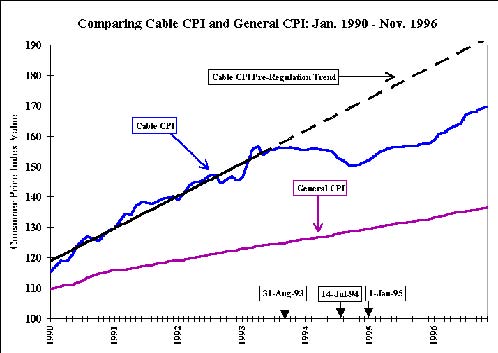 Comparing Cable CPI and General CPI: Jan. 1990 - Nov. 1996
190
180
170
160
150
140
130
120
110
100
Consumer Price Index Value
Cable CPI Pre-Regulation Trend
Cable CPI
General CPI
31-Aug-93
14-Jul-94
1-Jan-95
1990
1991
1992
1993
1994
1995
1996